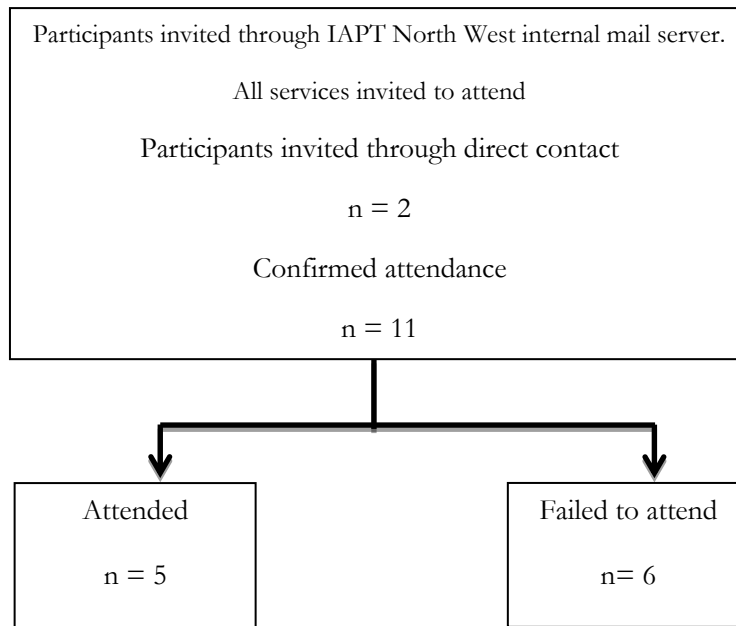 Participants invited through IAPT North West internal mail server.
All services invited to attend
Participants invited through direct contact
n = 2
Confirmed attendance
n = 11
Attended
n = 5
Failed to attend
n= 6